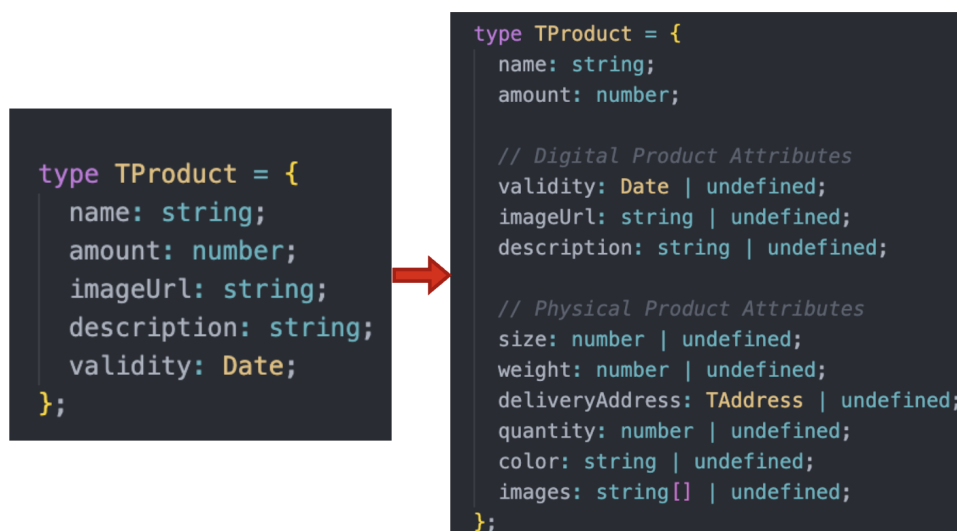 type TProduct = {
name: string;
amount: number;
imageUrl: string;
description: string;
validity: Date;
};
type TProduct = {
name: string;
amount: number;
// Digital Product Attributes
validity: Date | undefined;
imageUrl: string | undefined;
description: string | undefined;
// Physical Product Attributes
size: number | undefined;
weight: number | undefined;
deliveryAddress: TAddress | undefined;
quantity: number | undefined;
color: string | undefined;
images: string[] | undefined;
};